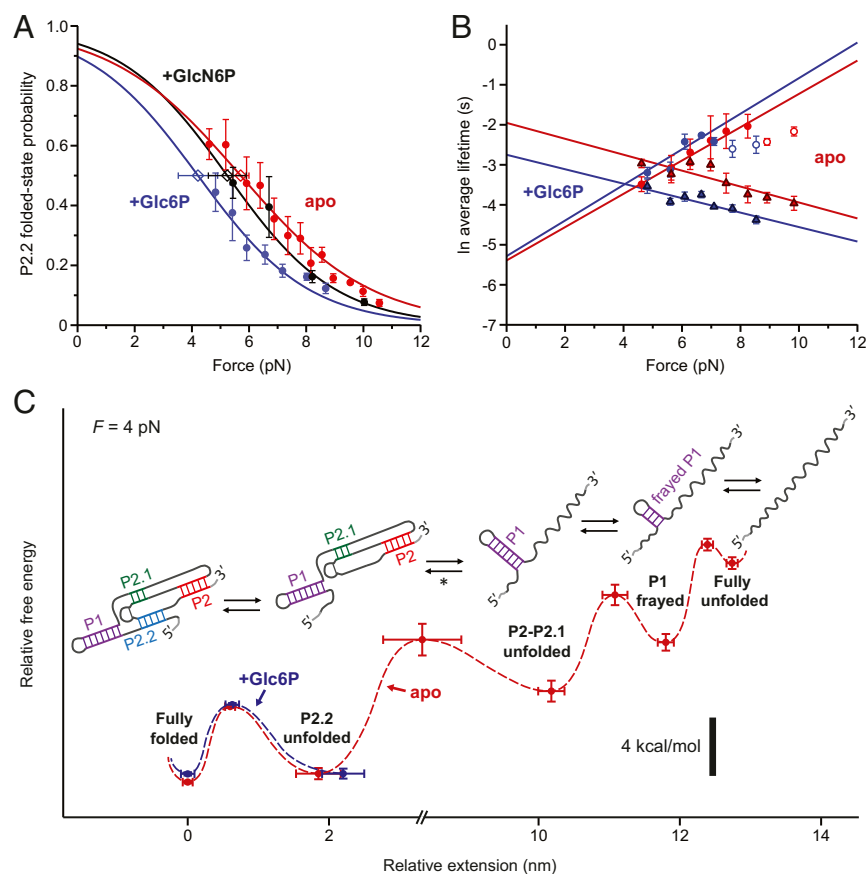 A
P2.2 folded-state probability
1.0
0.8
0.6
0.4
0.2
0
0 2 4 6 8 10 12
Force (pN)
+GlcN6P
+Glc6P
apo
B
ln average lifetime (s)
-0
-1
-2
-3
-4
-5
-6
-7
0 2 4 6 8 10 12
Force (pN)
apo
+Glc6P
C
F = 4 pN
Relative free energy
P2.1
P1
P2
P2.2
3′
5′
P2.1
P1
P2
3′
5′
*
P1
3′
5′
frayed P1
3′
5′
3′
5′
Fully
folded
+Glc6P
P2.2
unfolded
apo
P2-P2.1
unfolded
P1
frayed
Fully
unfolded
4 kcal/mol
0 2 10 12 14
Relative extension (nm)